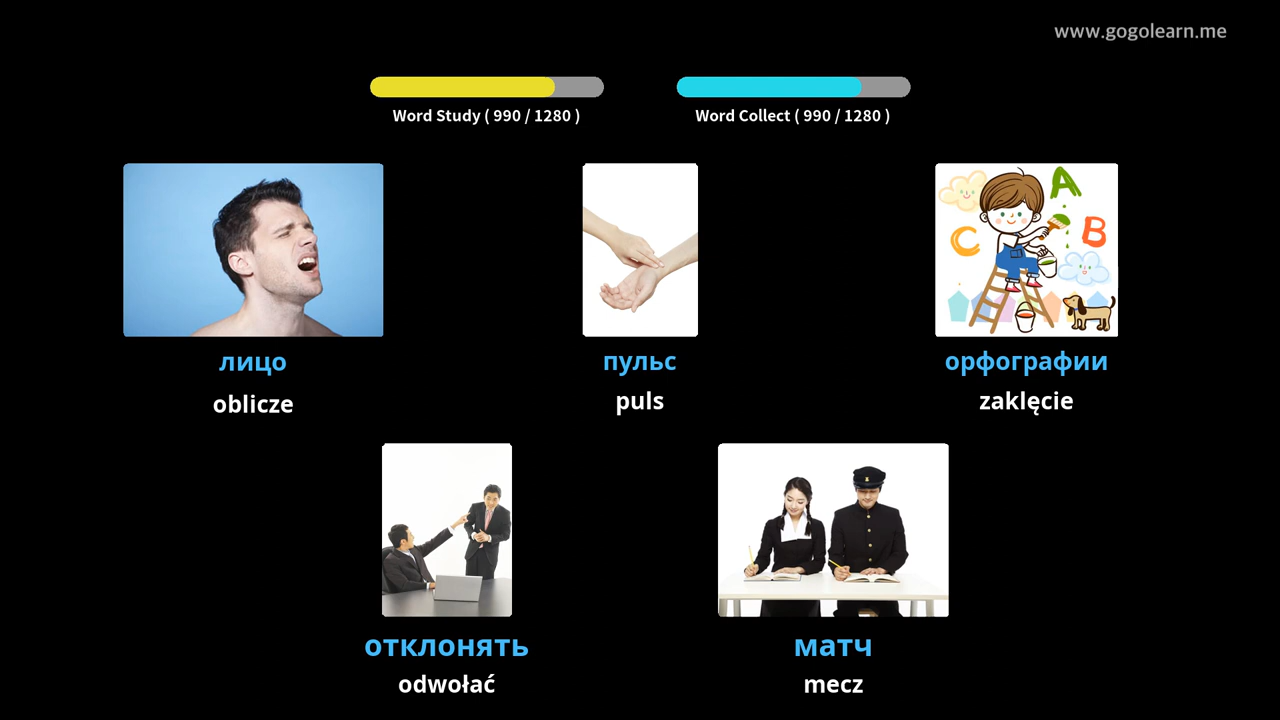 www.gogolearn.me
Word Study ( 990 / 1280 )
Word Collect ( 990 / 1280 )
A
B
C
лицо
пульс
орфографии
oblicze
puls
zaklęcie
отклонять
матч
odwołać
mecz